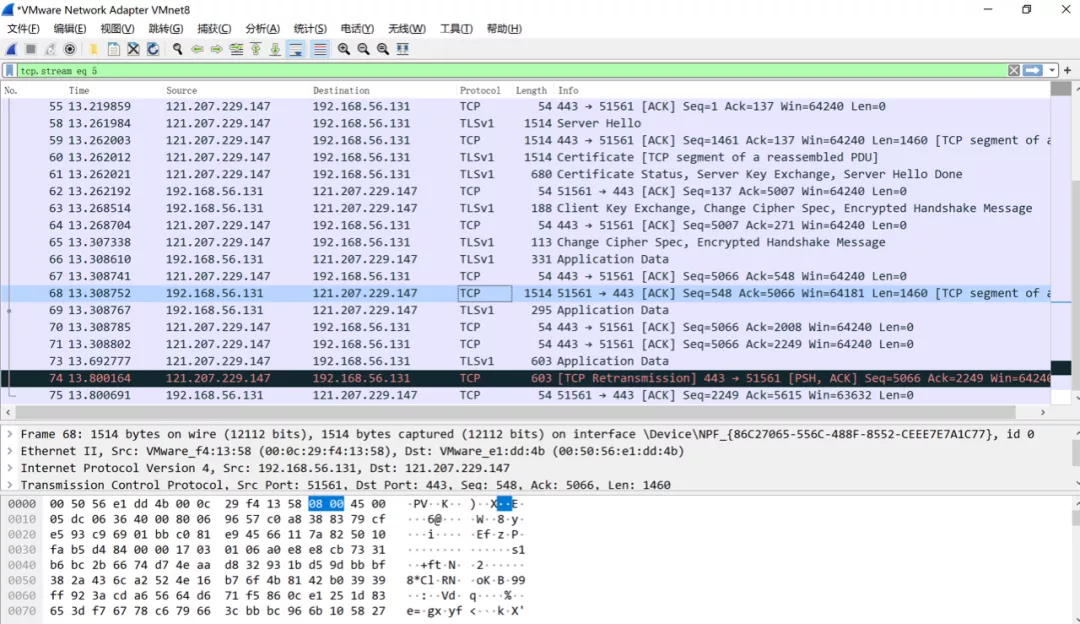 *VMware Network Adapter VMnet8
文件(F) 编辑(E) 视图(V) 跳转(G) 捕获(C) 分析(A) 统计(S) 电话(Y) 无线(W) 工具(T) 帮助(H)
tcp.stream eq 5
No. Time Source Destination Protocol Length Info
55 13.219859 121.207.229.147 192.168.56.131 TCP 54 443 → 51561 [ACK] Seq=1 Ack=137 Win=64240 Len=0
58 13.261984 121.207.229.147 192.168.56.131 TLSv1 1514 Server Hello
59 13.262003 121.207.229.147 192.168.56.131 TCP 1514 443 → 51561 [ACK] Seq=1461 Ack=137 Win=64240 Len=1460 [TCP segment of a
60 13.262012 121.207.229.147 192.168.56.131 TLSv1 1514 Certificate [TCP segment of a reassembled PDU]
61 13.262021 121.207.229.147 192.168.56.131 TLSv1 680 Certificate Status, Server Key Exchange, Server Hello Done
62 13.262192 192.168.56.131 121.207.229.147 TCP 54 51561 → 443 [ACK] Seq=137 Ack=5007 Win=64240 Len=0
63 13.268514 192.168.56.131 121.207.229.147 TLSv1 188 Client Key Exchange, Change Cipher Spec, Encrypted Handshake Message
64 13.268704 121.207.229.147 192.168.56.131 TCP 54 443 → 51561 [ACK] Seq=5007 Ack=271 Win=64240 Len=0
65 13.307338 121.207.229.147 192.168.56.131 TLSv1 113 Change Cipher Spec, Encrypted Handshake Message
66 13.308610 192.168.56.131 121.207.229.147 TLSv1 331 Application Data
67 13.308741 121.207.229.147 192.168.56.131 TCP 54 443 → 51561 [ACK] Seq=5066 Ack=548 Win=64240 Len=0
68 13.308752 192.168.56.131 121.207.229.147 TCP 1514 51561 → 443 [ACK] Seq=548 Ack=5066 Win=64181 Len=1460 [TCP segment of a
69 13.308767 192.168.56.131 121.207.229.147 TLSv1 295 Application Data
70 13.308785 121.207.229.147 192.168.56.131 TCP 54 443 → 51561 [ACK] Seq=5066 Ack=2008 Win=64240 Len=0
71 13.308802 121.207.229.147 192.168.56.131 TCP 54 443 → 51561 [ACK] Seq=5066 Ack=2249 Win=64240 Len=0
73 13.692777 121.207.229.147 192.168.56.131 TLSv1 603 Application Data
74 13.800164 121.207.229.147 192.168.56.131 TCP 603 [TCP Retransmission] 443 → 51561 [PSH, ACK] Seq=5066 Ack=2249 Win=64240
75 13.800691 192.168.56.131 121.207.229.147 TCP 54 51561 → 443 [ACK] Seq=2249 Ack=5615 Win=63632 Len=0
Frame 68: 1514 bytes on wire (12112 bits), 1514 bytes captured (12112 bits) on interface \Device\NPF_{86C27065-556C-488F-8552-CEEE7E7A1C77}, id 0
Ethernet II, Src: VMware_f4:13:58 (00:0c:29:f4:13:58), Dst: VMware_e1:dd:4b (00:50:56:e1:dd:4b)
Internet Protocol Version 4, Src: 192.168.56.131, Dst: 121.207.229.147
Transmission Control Protocol, Src Port: 51561, Dst Port: 443, Seq: 548, Ack: 5066, Len: 1460
0000 00 50 56 e1 dd 4b 00 0c 29 f4 13 58 08 00 45 00 ·PV··K·· )··X··E·
0010 05 dc 06 36 40 00 80 06 96 57 c0 a8 38 83 79 cf ···6@··· ·W··8·y·
0020 e5 93 c9 69 01 bb c0 81 e9 45 66 11 7a 82 50 10 ···i···· ·Ef·z·P·
0030 fa b5 d4 84 00 00 17 03 01 06 a0 e8 e8 cb 73 31 ········ ······s1
0040 b6 bc 2b 66 74 d7 4e aa d8 32 93 1b d5 9d bb bf ··+ft·N· ·2······
0050 38 2a 43 6c a2 52 4e 16 b7 6f 4b 81 42 b0 39 39 8*Cl·RN· ·oK·B·99
0060 ff 92 3a cd a6 56 64 d6 71 f5 86 0c e1 25 1d 83 ··:··Vd· q····%··
0070 65 3d f7 67 78 c6 79 66 3c bb bc 96 6b 10 58 27 e=·gx·yf <···k·X'